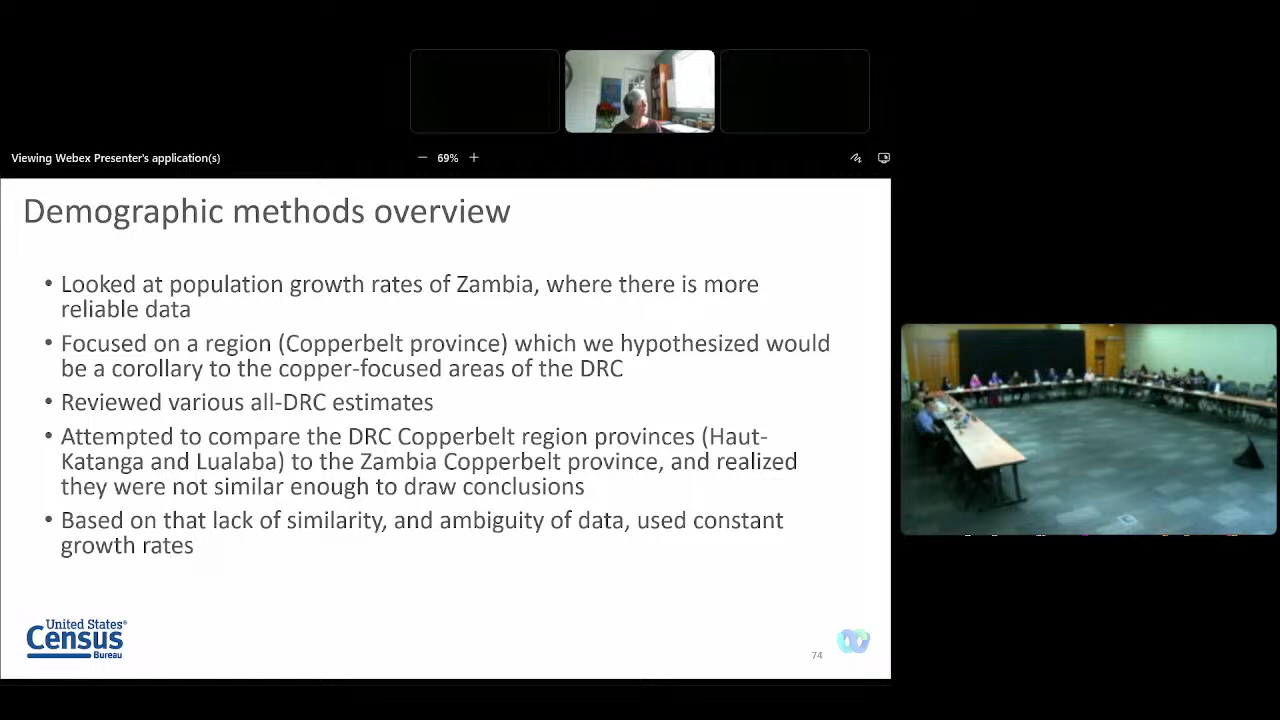 Viewing Webex Presenter's application(s)
69%
Demographic methods overview
• Looked at population growth rates of Zambia, where there is more
reliable data
• Focused on a region (Copperbelt province) which we hypothesized would
be a corollary to the copper-focused areas of the DRC
• Reviewed various all-DRC estimates
• Attempted to compare the DRC Copperbelt region provinces (Haut-
Katanga and Lualaba) to the Zambia Copperbelt province, and realized
they were not similar enough to draw conclusions
• Based on that lack of similarity, and ambiguity of data, used constant
growth rates
United States®
Census
Bureau
74